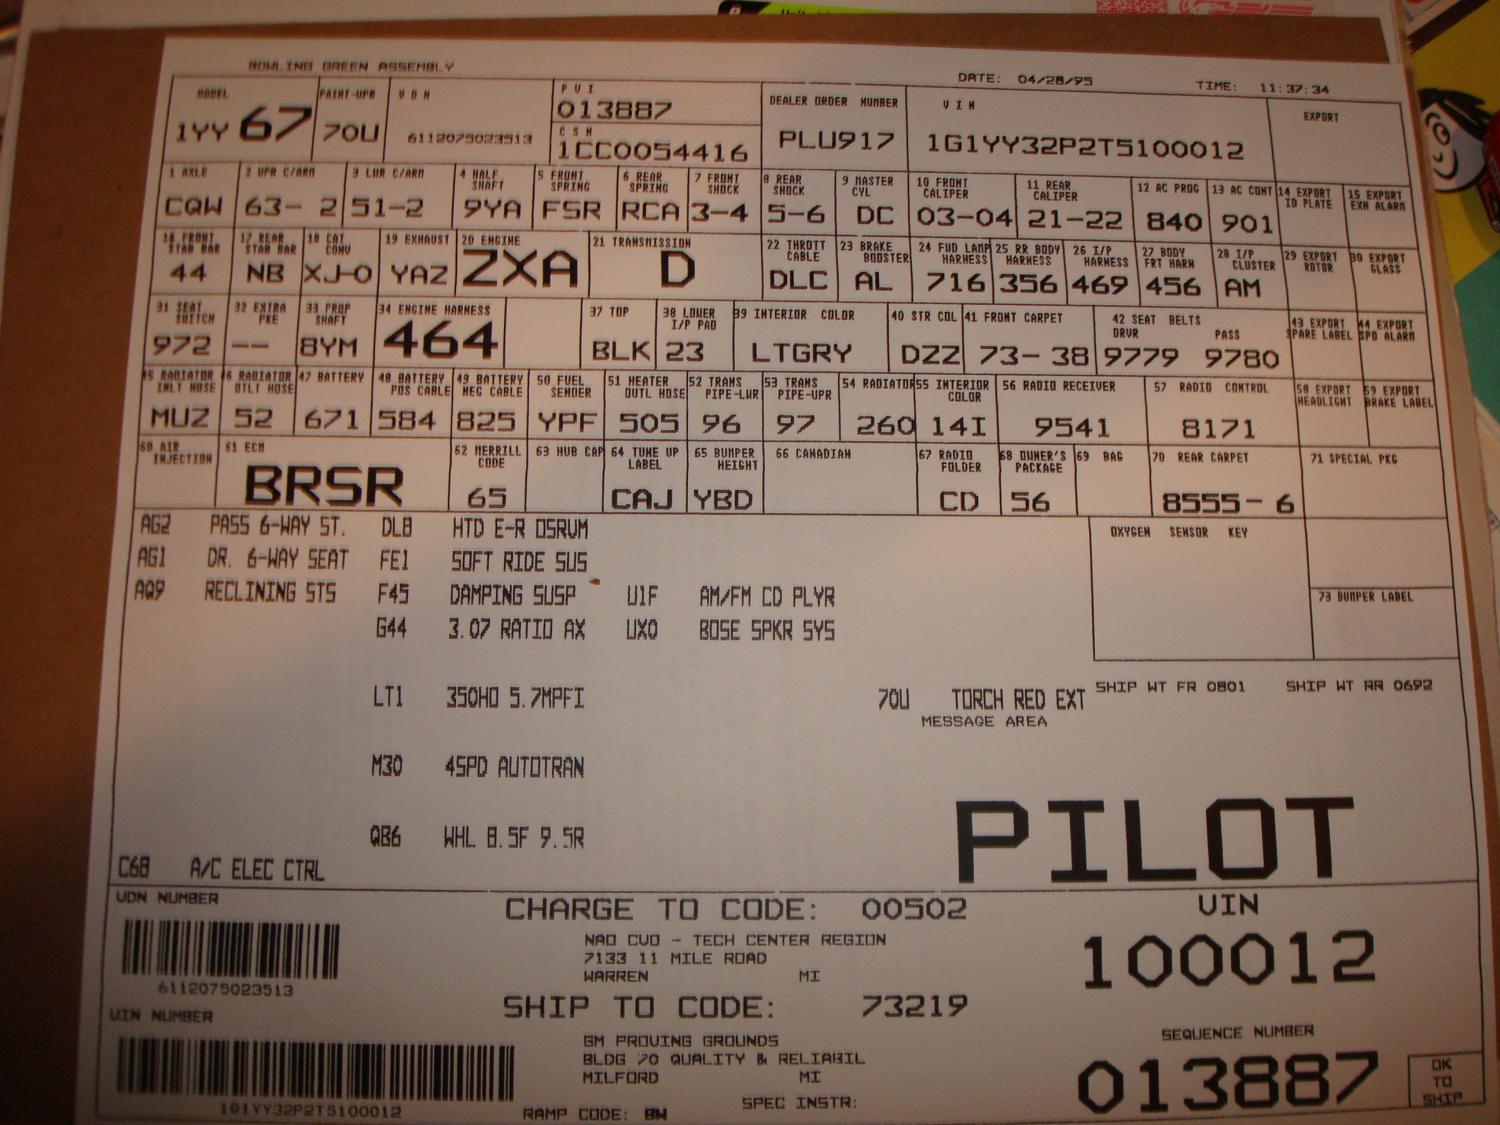 BOWLING GREEN ASSEMBLY DATE: 04/28/95 TIME: 11:37:34
MODEL PAINT-UPR VDN PVI DEALER ORDER NUMBER VIN EXPORT
1YY 67 70U 6112075023513 013887 PLU917 1G1YY32P2T5100012
CSN
1CC0054416
1 AXLE 2 UPR C/ARM 3 LWR C/ARM 4 HALF SHAFT 5 FRONT SPRING 6 REAR SPRING 7 FRONT SHOCK 8 REAR SHOCK 9 MASTER CYL 10 FRONT CALIPER 11 REAR CALIPER 12 AC PROG 13 AC CONT 14 EXPORT ID PLATE 15 EXPORT EXH ALARM
CQW 63- 2 51-2 9YA FSR RCA 3-4 5-6 DC 03-04 21-22 840 901
16 FRONT STAB BAR 17 REAR STAB BAR 18 CAT CONV 19 EXHAUST 20 ENGINE 21 TRANSMISSION 22 THROTT CABLE 23 BRAKE BOOSTER 24 FWD LAMP HARNESS 25 RR BODY HARNESS 26 I/P HARNESS 27 BODY FRT HARN 28 I/P CLUSTER 29 EXPORT ROTOR 30 EXPORT GLASS
44 NB XJ-0 YAZ ZXA D DLC AL 716 356 469 456 AM
31 SEAT SWITCH 32 EXTRA PKE 33 PROP SHAFT 34 ENGINE HARNESS 37 TOP 38 LOWER I/P PAD 39 INTERIOR COLOR 40 STR COL 41 FRONT CARPET 42 SEAT BELTS DRVR PASS 43 EXPORT SPARE LABEL 44 EXPORT SPD ALARM
972 -- 8YM 464 BLK 23 LTGRY DZZ 73- 38 9779 9780
45 RADIATOR INLT HOSE 46 RADIATOR OTLT HOSE 47 BATTERY 48 BATTERY POS CABLE 49 BATTERY NEG CABLE 50 FUEL SENDER 51 HEATER OUTL HOSE 52 TRANS PIPE-LWR 53 TRANS PIPE-UPR 54 RADIATOR 55 INTERIOR COLOR 56 RADIO RECEIVER 57 RADIO CONTROL 58 EXPORT HEADLIGHT 59 EXPORT BRAKE LABEL
MUZ 52 671 584 825 YPF 505 96 97 260 14I 9541 8171
60 AIR INJECTION 61 ECM 62 MERRILL CODE 63 HUB CAP 64 TUNE UP LABEL 65 BUMPER HEIGHT 66 CANADIAN 67 RADIO FOLDER 68 OWNER'S PACKAGE 69 BAG 70 REAR CARPET 71 SPECIAL PKG
BRSR 65 CAJ YBD CD 56 8555- 6
AG2 PASS 6-WAY ST. DL8 HTD E-R OSRVM OXYGEN SENSOR KEY
AG1 DR. 6-WAY SEAT FE1 SOFT RIDE SUS
AQ9 RECLINING STS F45 DAMPING SUSP U1F AM/FM CD PLYR 73 BUMPER LABEL
G44 3.07 RATIO AX UX0 BOSE SPKR SYS
LT1 350HO 5.7MPFI 70U TORCH RED EXT SHIP WT FR 0801 SHIP WT RR 0692
MESSAGE AREA
M30 4SPD AUTOTRAN
PILOT
QB6 WHL 8.5F 9.5R
C68 A/C ELEC CTRL
VDN NUMBER CHARGE TO CODE: 00502 VIN
NAO CVO - TECH CENTER REGION 100012
7133 11 MILE ROAD
WARREN MI
6112075023513
VIN NUMBER SHIP TO CODE: 73219
SEQUENCE NUMBER
GM PROVING GROUNDS 013887
BLDG 70 QUALITY & RELIABIL
MILFORD MI OK TO SHIP
1G1YY32P2T5100012 RAMP CODE: BW SPEC INSTR: